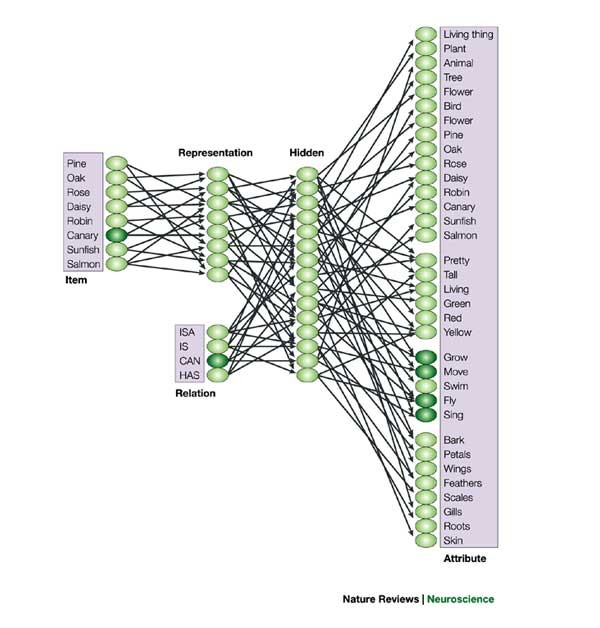 Living thing
Plant
Animal
Tree
Flower
Bird
Flower
Pine
Oak
Rose
Daisy
Robin
Canary
Sunfish
Salmon
Representation
Hidden
Pine
Oak
Rose
Daisy
Robin
Canary
Sunfish
Salmon
Item
Pretty
Tall
Living
Green
Red
Yellow
ISA
IS
CAN
HAS
Relation
Grow
Move
Swim
Fly
Sing
Bark
Petals
Wings
Feathers
Scales
Gills
Roots
Skin
Attribute
Nature Reviews | Neuroscience